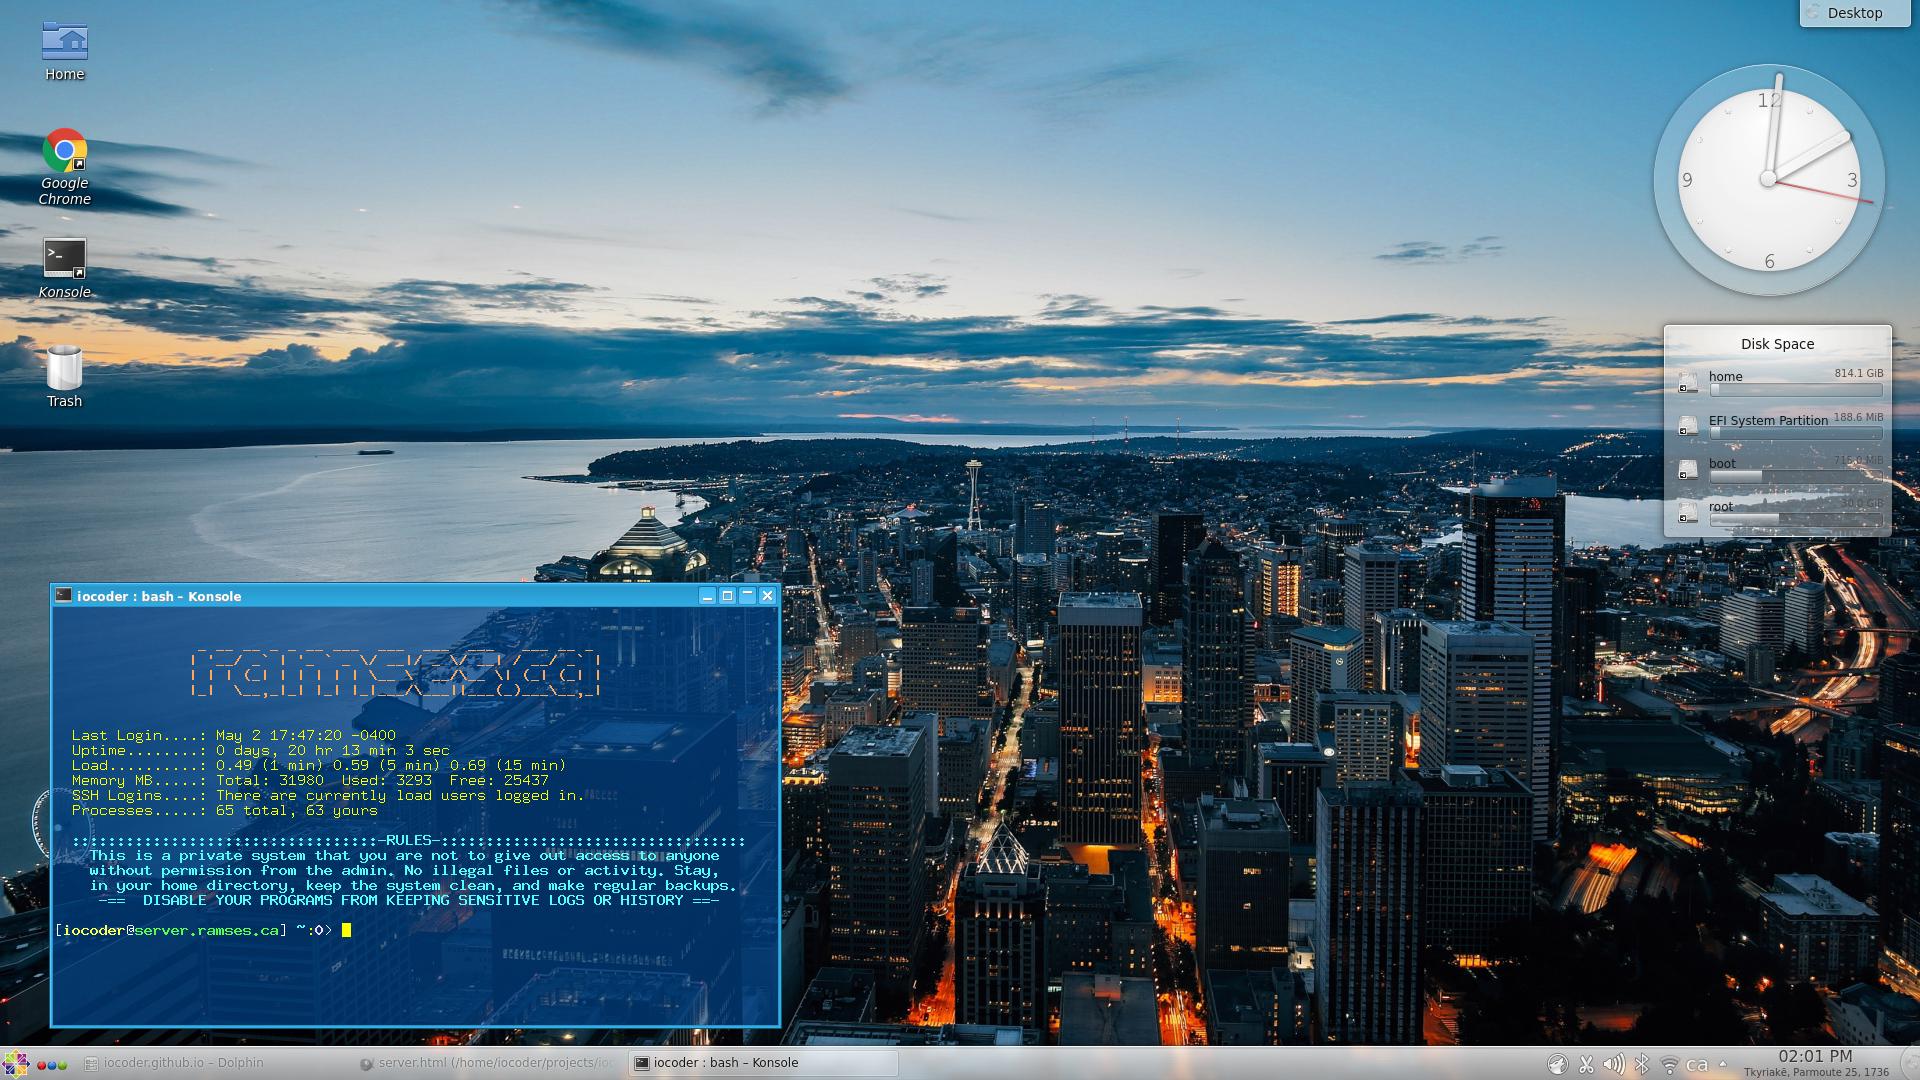 Home
Google
Chrome
Konsole
Trash
Desktop
12
9
3
6
Disk Space
home 814.1 GiB
EFI System Partition 188.6 MiB
boot 715.0 MiB
root
iocoder : bash – Konsole
ramses.ca
Last Login....: May 2 17:47:20 -0400
Uptime........: 0 days, 20 hr 13 min 3 sec
Load..........: 0.49 (1 min) 0.59 (5 min) 0.69 (15 min)
Memory MB.....: Total: 31980 Used: 3293 Free: 25437
SSH Logins....: There are currently load users logged in.
Processes.....: 65 total, 63 yours
::::::::::::::::::::::::::::::::::-RULES-::::::::::::::::::::::::::::::::::
This is a private system that you are not to give out access to anyone
without permission from the admin. No illegal files or activity. Stay,
in your home directory, keep the system clean, and make regular backups.
-== DISABLE YOUR PROGRAMS FROM KEEPING SENSITIVE LOGS OR HISTORY ==-
[iocoder@server.ramses.ca] ~:0>
iocoder.github.io – Dolphin
server.html (/home/iocoder/projects/ioc
iocoder : bash – Konsole
ca
02:01 PM
Tkyriakē, Parmoute 25, 1736